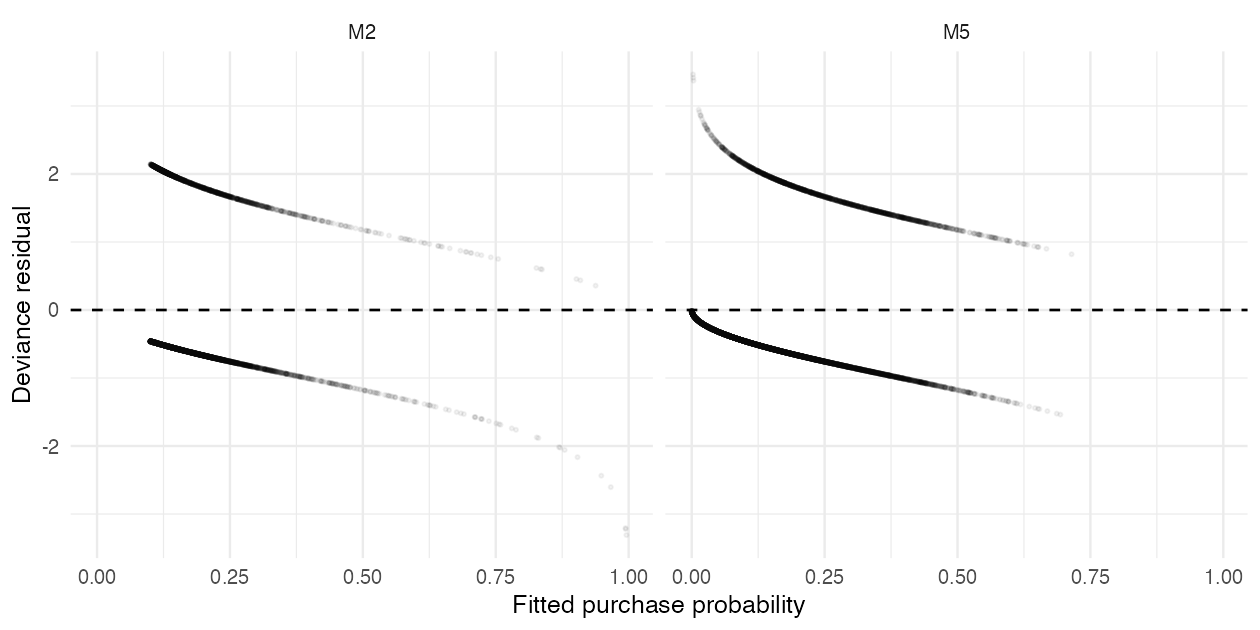 M2 M5
Deviance residual
2
0
-2
0.00 0.25 0.50 0.75 1.00 0.00 0.25 0.50 0.75 1.00
Fitted purchase probability